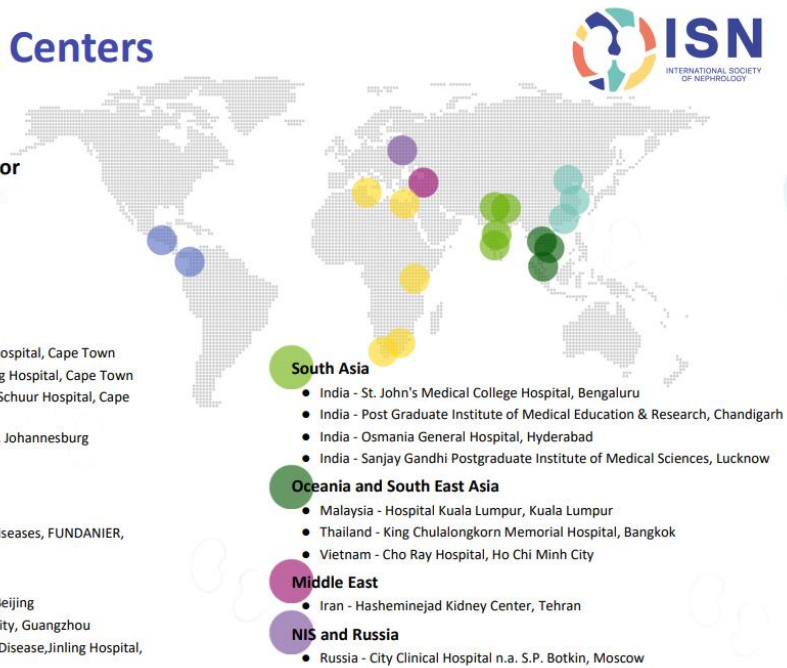 Centers
ISN
INTERNATIONAL SOCIETY
OF NEPHROLOGY
or
ospital, Cape Town
g Hospital, Cape Town
Schuur Hospital, Cape
Johannesburg
seases, FUNDANIER,
Beijing
ity, Guangzhou
Disease,Jinling Hospital,
South Asia
● India - St. John's Medical College Hospital, Bengaluru
● India - Post Graduate Institute of Medical Education & Research, Chandigarh
● India - Osmania General Hospital, Hyderabad
● India - Sanjay Gandhi Postgraduate Institute of Medical Sciences, Lucknow
Oceania and South East Asia
● Malaysia - Hospital Kuala Lumpur, Kuala Lumpur
● Thailand - King Chulalongkorn Memorial Hospital, Bangkok
● Vietnam - Cho Ray Hospital, Ho Chi Minh City
Middle East
● Iran - Hasheminejad Kidney Center, Tehran
NIS and Russia
● Russia - City Clinical Hospital n.a. S.P. Botkin, Moscow